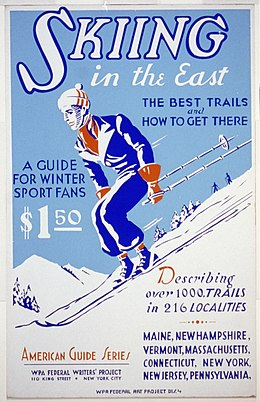 SKIING
in the East
THE BEST TRAILS
and
HOW TO GET THERE
A GUIDE
FOR WINTER
SPORT FANS
$1.50
Describing
over 1000 TRAILS
in 216 LOCALITIES
AMERICAN GUIDE SERIES
WPA FEDERAL WRITERS' PROJECT
110 KING STREET • NEW YORK CITY
MAINE, NEW HAMPSHIRE,
VERMONT, MASSACHUSETTS,
CONNECTICUT, NEW YORK,
NEW JERSEY, PENNSYLVANIA.
WPA FEDERAL ART PROJECT DIS. 4